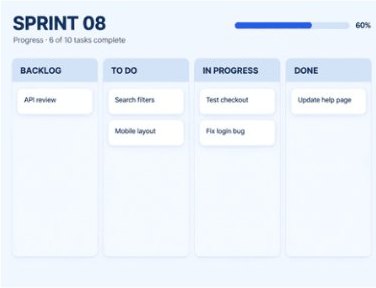 SPRINT 08
Progress · 6 of 10 tasks complete
60%
BACKLOG
API review
TO DO
Search filters
Mobile layout
IN PROGRESS
Test checkout
Fix login bug
DONE
Update help page